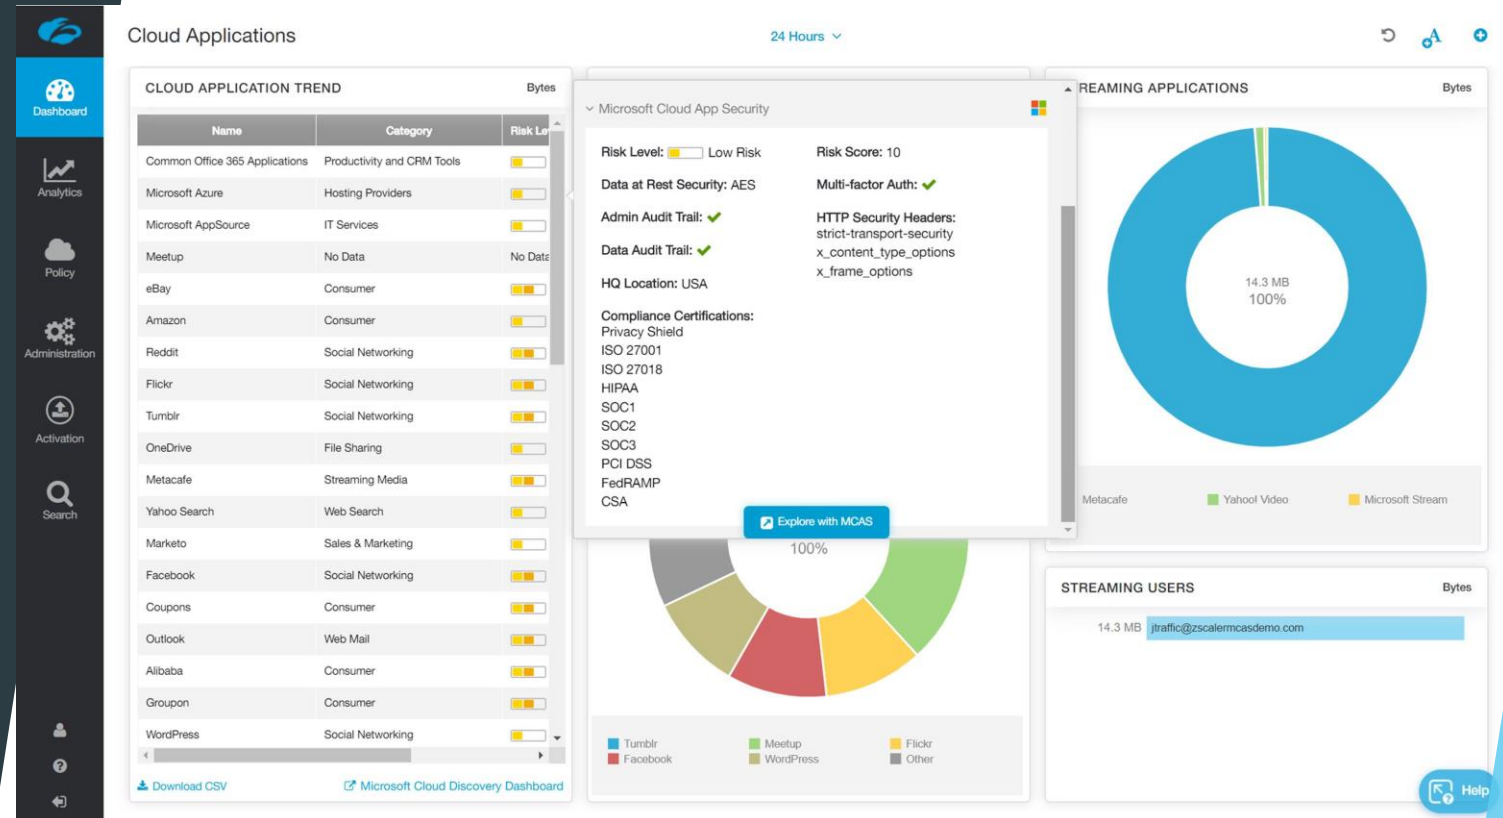 Cloud Applications
24 Hours
Dashboard
Analytics
Policy
Administration
Activation
Search
CLOUD APPLICATION TREND Bytes
Name Category Risk Le
Common Office 365 Applications Productivity and CRM Tools
Microsoft Azure Hosting Providers
Microsoft AppSource IT Services
Meetup No Data No Data
eBay Consumer
Amazon Consumer
Reddit Social Networking
Flickr Social Networking
Tumblr Social Networking
OneDrive File Sharing
Metacafe Streaming Media
Yahoo Search Web Search
Marketo Sales & Marketing
Facebook Social Networking
Coupons Consumer
Outlook Web Mail
Alibaba Consumer
Groupon Consumer
WordPress Social Networking
Download CSV Microsoft Cloud Discovery Dashboard
Microsoft Cloud App Security
Risk Level: Low Risk Risk Score: 10
Data at Rest Security: AES Multi-factor Auth:
Admin Audit Trail: HTTP Security Headers:
strict-transport-security
Data Audit Trail: x_content_type_options
x_frame_options
HQ Location: USA
Compliance Certifications:
Privacy Shield
ISO 27001
ISO 27018
HIPAA
SOC1
SOC2
SOC3
PCI DSS
FedRAMP
CSA
Explore with MCAS
100%
Tumblr Meetup Flickr
Facebook WordPress Other
REAMING APPLICATIONS Bytes
14.3 MB
100%
Metacafe Yahoo! Video Microsoft Stream
STREAMING USERS Bytes
14.3 MB jtraffic@zscalermcasdemo.com
Help